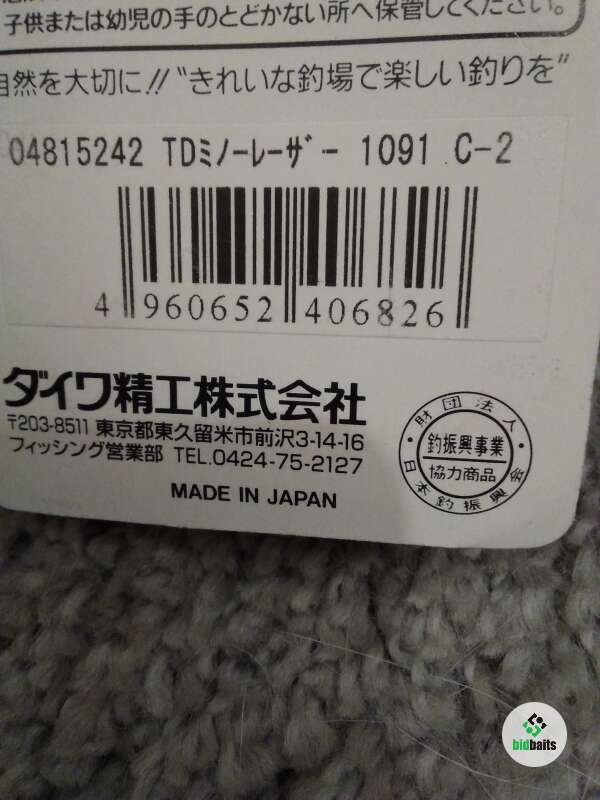 子供または幼児の手のとどかない所へ保管してください。
自然を大切に!!"きれいな釣場で楽しい釣りを"
04815242 TDミノーレーザー 1091 C-2
4 960652 406826
ダイワ精工株式会社
〒203-8511 東京都東久留米市前沢3-14-16
フィッシング営業部 TEL.0424-75-2127
MADE IN JAPAN
財団法人
釣振興事業
協力商品
日本釣振興会
bidbaits